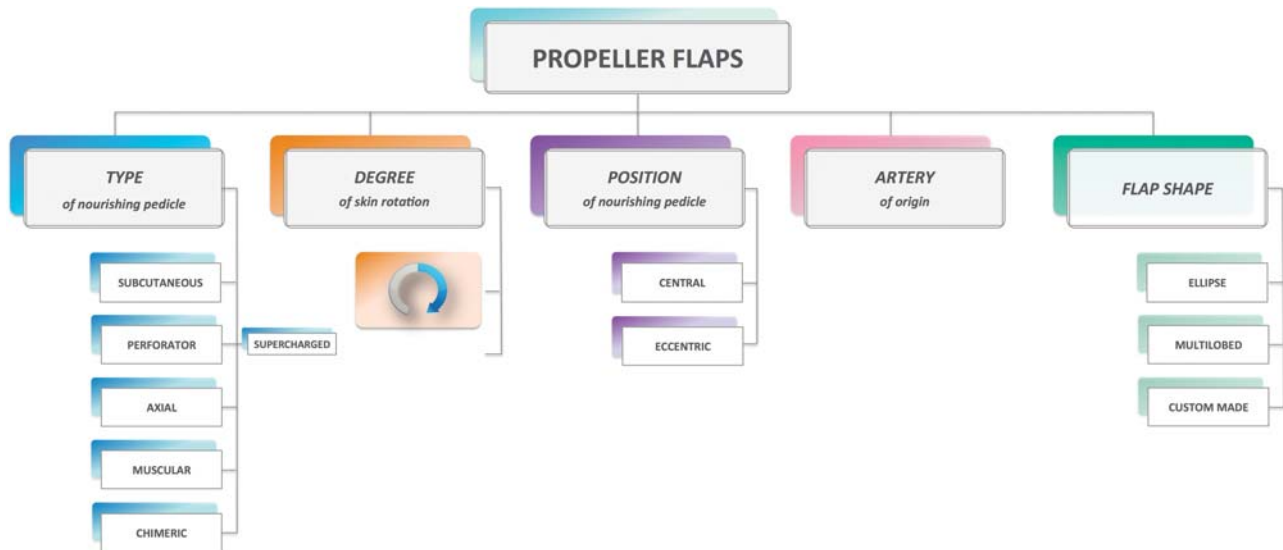 PROPELLER FLAPS
TYPE
of nourishing pedicle
SUBCUTANEOUS
PERFORATOR
SUPERCHARGED
AXIAL
MUSCULAR
CHIMERIC
DEGREE
of skin rotation
POSITION
of nourishing pedicle
CENTRAL
ECCENTRIC
ARTERY
of origin
FLAP SHAPE
ELLIPSE
MULTILOBED
CUSTOM MADE